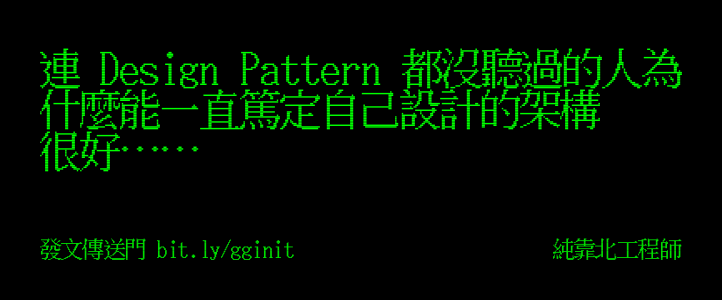 連 Design Pattern 都沒聽過的人為
什麼能一直篤定自己設計的架構
很好……
發文傳送門 bit.ly/gginit
純靠北工程師